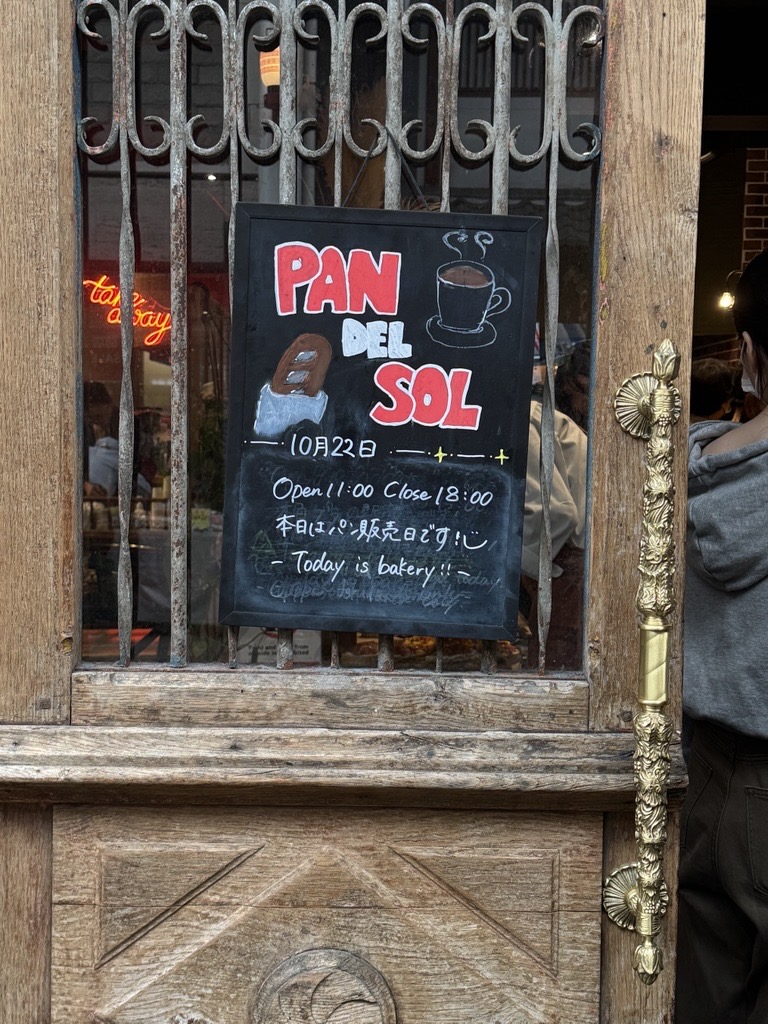 PAN
DEL
SOL
take
away
10月22日
Open 11:00 Close 18:00
本日はパン販売日です!
- Today is bakery!! -
Today